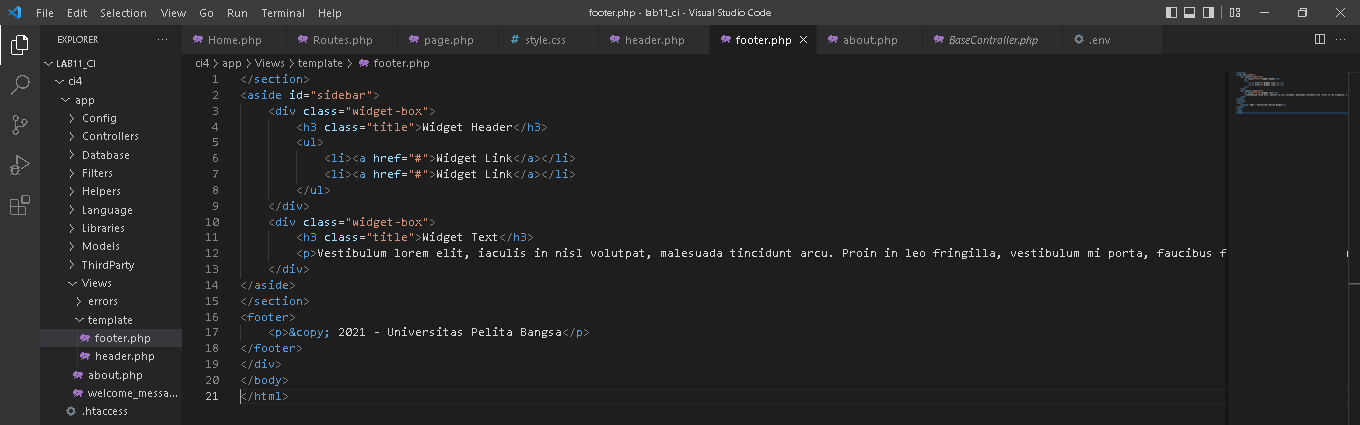 File Edit Selection View Go Run Terminal Help footer.php - lab11_ci - Visual Studio Code
EXPLORER ··· Home.php Routes.php page.php # style.css header.php footer.php about.php BaseController.php .env ···
LAB11_CI ci4 > app > Views > template > footer.php
ci4
app
Config
Controllers
Database
Filters
Helpers
Language
Libraries
Models
ThirdParty
Views
errors
template
footer.php
header.php
about.php
welcome_messa...
.htaccess
1 </section>
2 <aside id="sidebar">
3 <div class="widget-box">
4 <h3 class="title">Widget Header</h3>
5 <ul>
6 <li><a href="#">Widget Link</a></li>
7 <li><a href="#">Widget Link</a></li>
8 </ul>
9 </div>
10 <div class="widget-box">
11 <h3 class="title">Widget Text</h3>
12 <p>Vestibulum lorem elit, iaculis in nisl volutpat, malesuada tincidunt arcu. Proin in leo fringilla, vestibulum mi porta, faucibus f
13 </div>
14 </aside>
15 </section>
16 <footer>
17 <p>&copy; 2021 - Universitas Pelita Bangsa</p>
18 </footer>
19 </div>
20 </body>
21 </html>